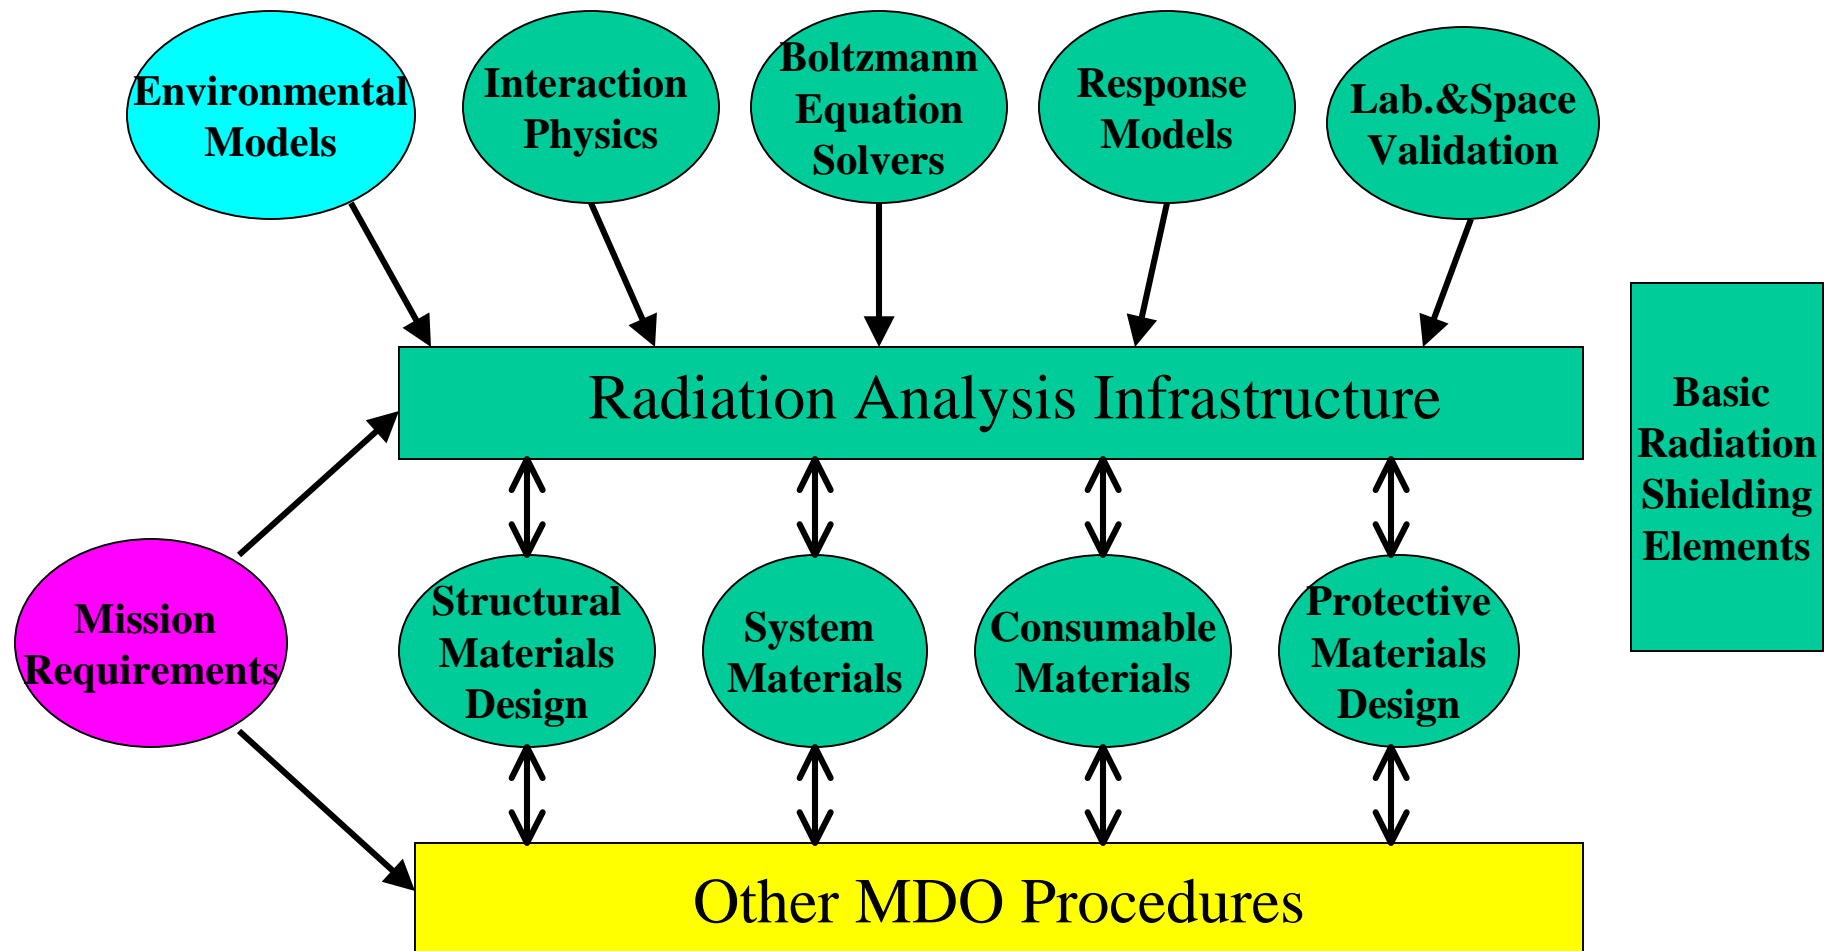 Environmental
Models
Interaction
Physics
Boltzmann
Equation
Solvers
Response
Models
Lab.&Space
Validation
Radiation Analysis Infrastructure
Basic
Radiation
Shielding
Elements
Mission
Requirements
Structural
Materials
Design
System
Materials
Consumable
Materials
Protective
Materials
Design
Other MDO Procedures